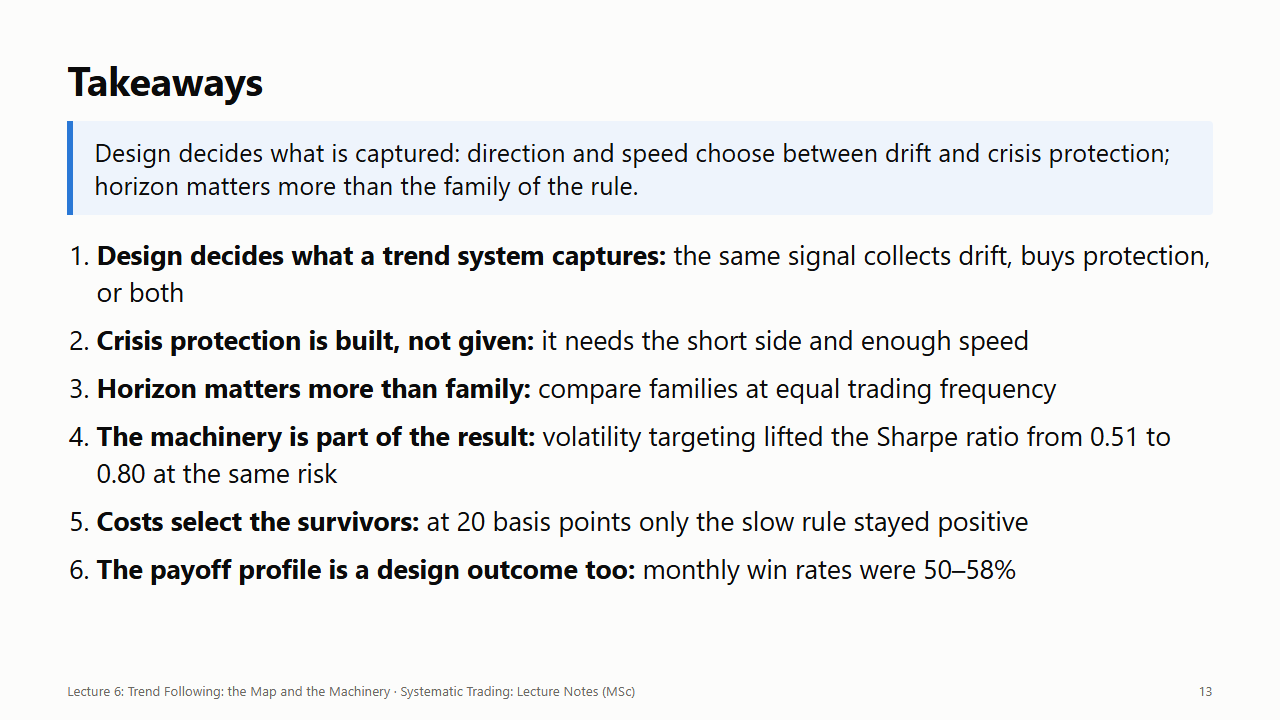 Takeaways
Design decides what is captured: direction and speed choose between drift and crisis protection;
horizon matters more than the family of the rule.
1. Design decides what a trend system captures: the same signal collects drift, buys protection,
or both
2. Crisis protection is built, not given: it needs the short side and enough speed
3. Horizon matters more than family: compare families at equal trading frequency
4. The machinery is part of the result: volatility targeting lifted the Sharpe ratio from 0.51 to
0.80 at the same risk
5. Costs select the survivors: at 20 basis points only the slow rule stayed positive
6. The payoff profile is a design outcome too: monthly win rates were 50–58%
Lecture 6: Trend Following: the Map and the Machinery · Systematic Trading: Lecture Notes (MSc)
13